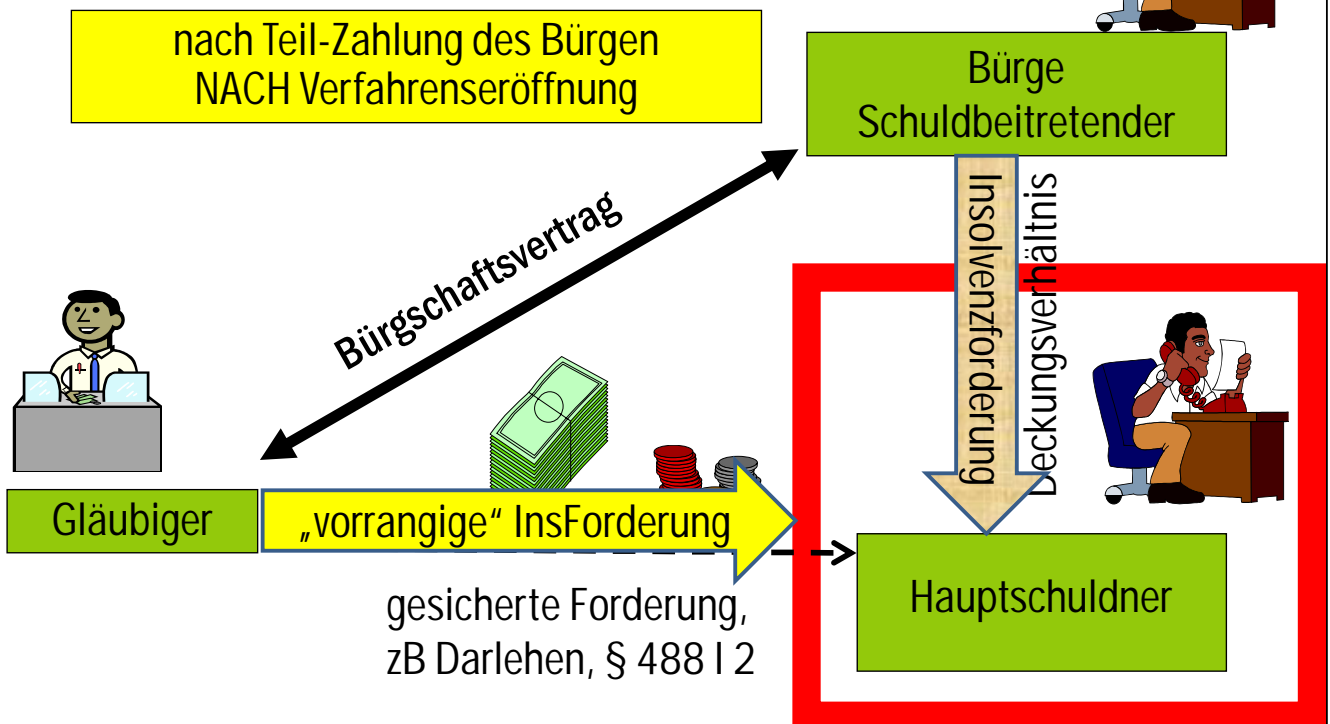 nach Teil-Zahlung des Bürgen
NACH Verfahrenseröffnung
Bürge
Schuldbeitretender
Bürgschaftsvertrag
Insolvenzforderung
Deckungsverhältnis
Gläubiger
„vorrangige“ InsForderung
gesicherte Forderung,
zB Darlehen, § 488 I 2
Hauptschuldner